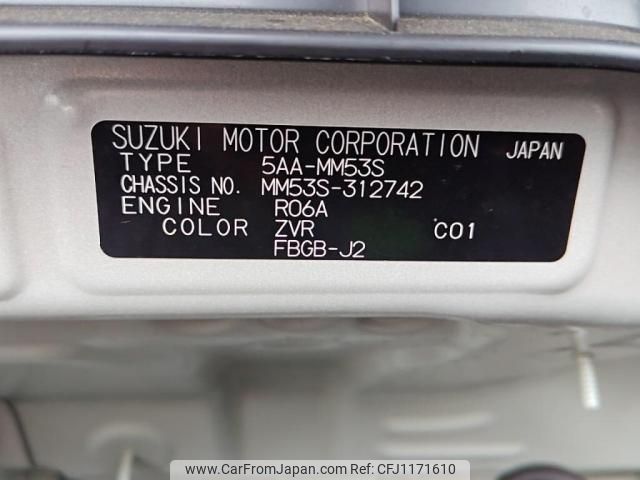 SUZUKI MOTOR CORPORATION JAPAN
TYPE 5AA-MM53S
CHASSIS NO. MM53S-312742
ENGINE R06A
COLOR ZVR C01
FBGB-J2
www.CarFromJapan.com CFJ1171610